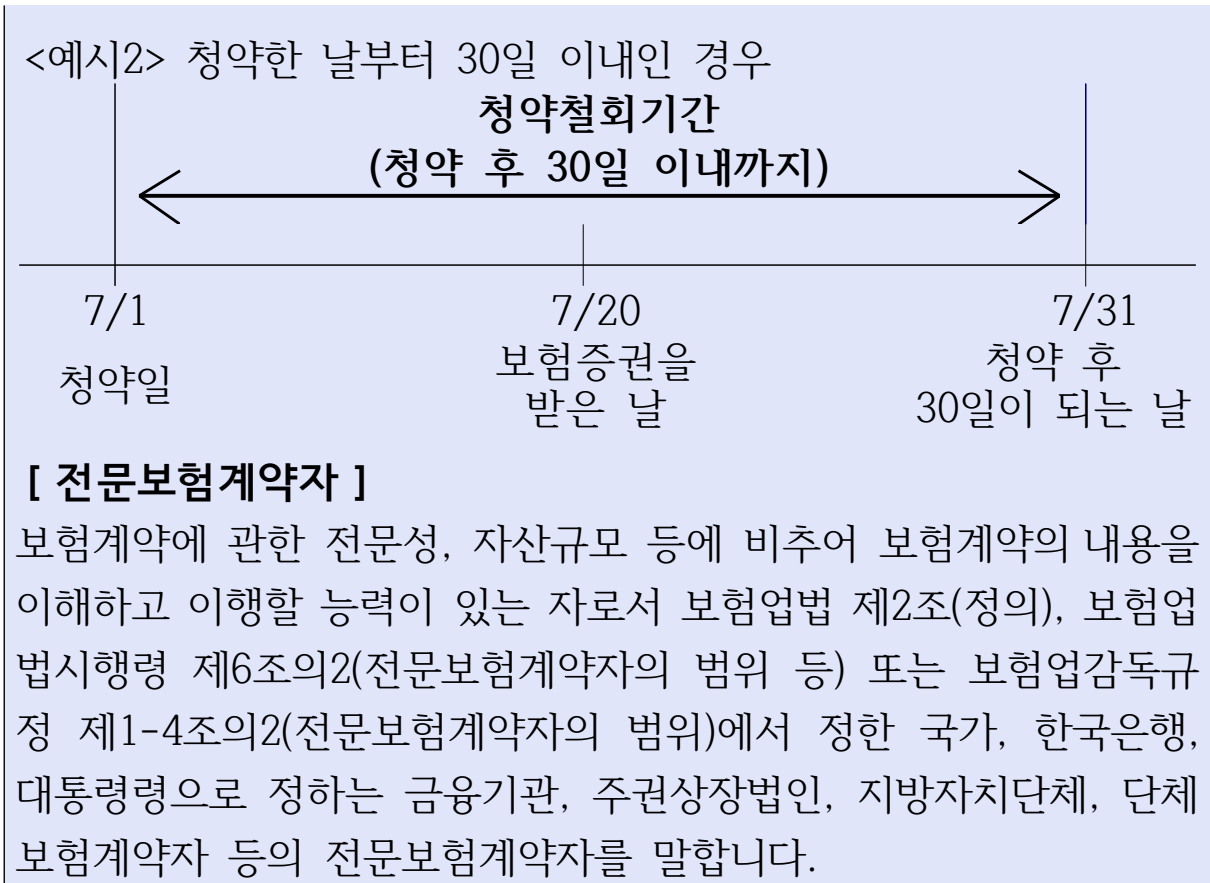 <예시2> 청약한 날부터 30일 이내인 경우
청약철회기간
(청약 후 30일 이내까지)
7/1
7/20
7/31
청약일
보험증권을
받은 날
청약 후
30일이 되는 날
[ 전문보험계약자 ]
보험계약에 관한 전문성, 자산규모 등에 비추어 보험계약의 내용을
이해하고 이행할 능력이 있는 자로서 보험업법 제2조(정의), 보험업
법시행령 제6조의2(전문보험계약자의 범위 등) 또는 보험업감독규
정 제1-4조의2(전문보험계약자의 범위)에서 정한 국가, 한국은행,
대통령령으로 정하는 금융기관, 주권상장법인, 지방자치단체, 단체
보험계약자 등의 전문보험계약자를 말합니다.